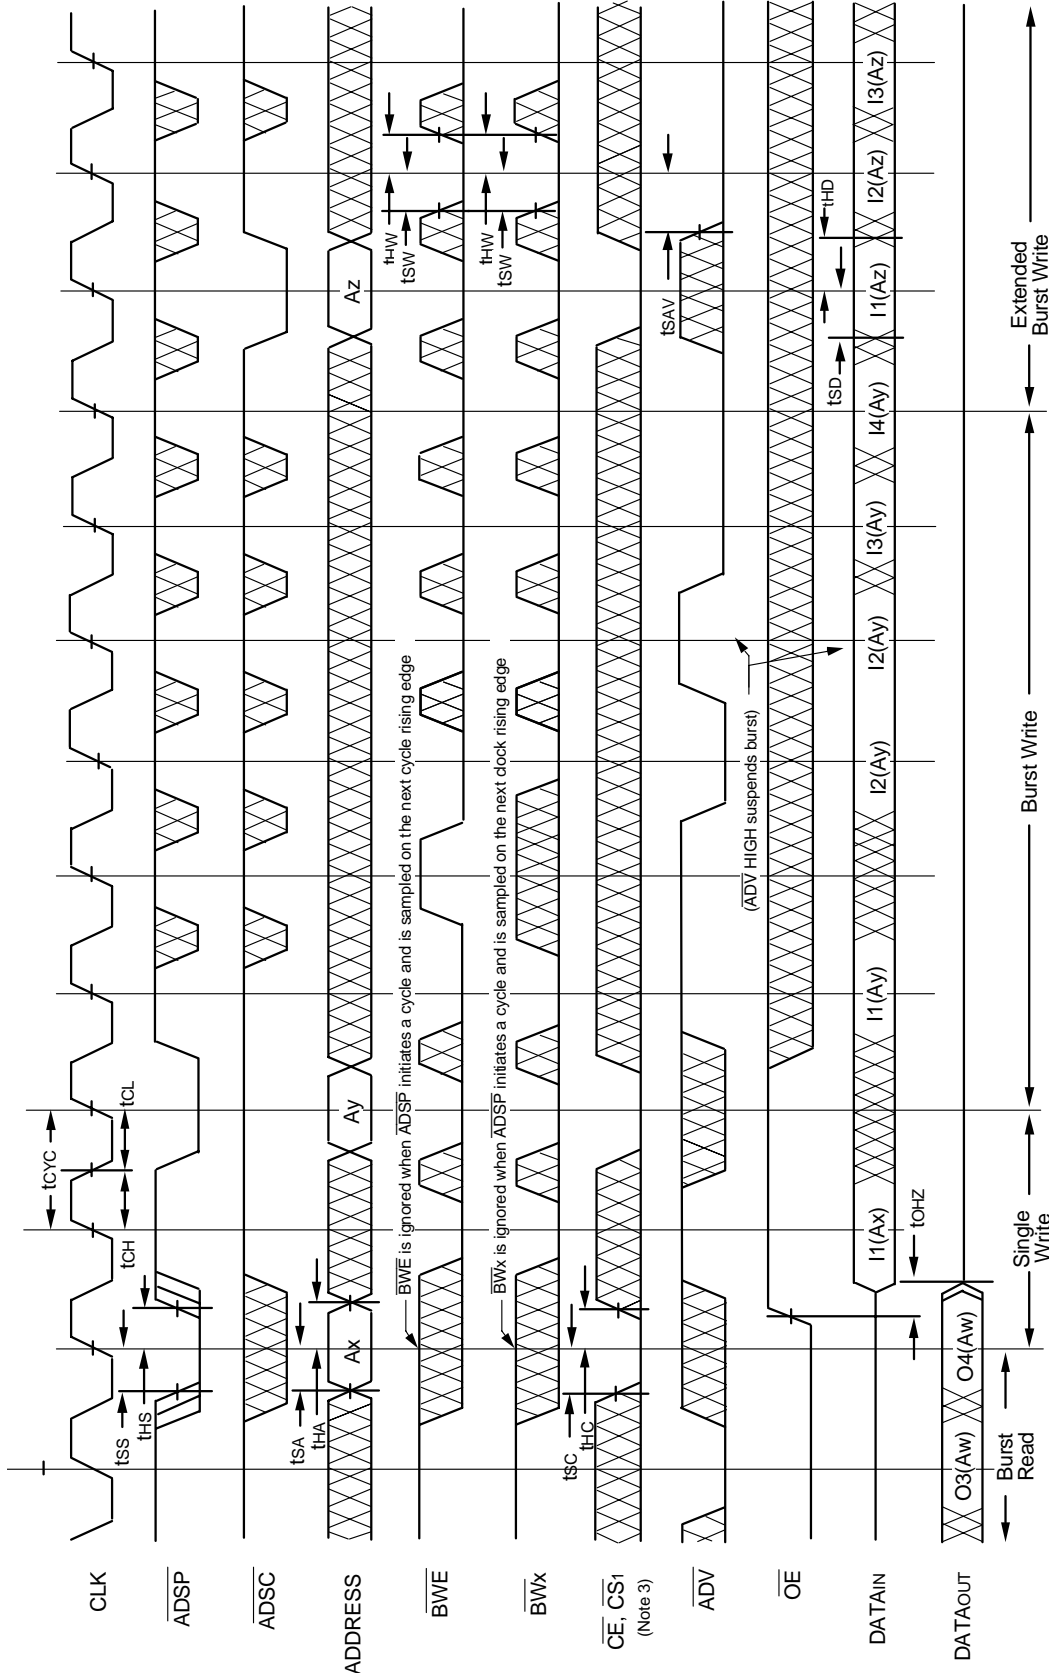 CLK
tCYC
tCH
tCL
ADSP
tSS
tHS
ADSC
ADDRESS
Ax
Ay
Az
tSA
tHA
BWE
BWE is ignored when ADSP initiates a cycle and is sampled on the next cycle rising edge
tHW
tSW
BWx
BWx is ignored when ADSP initiates a cycle and is sampled on the next dock rising edge
tHW
tSW
CE, CS1
(Note 3)
tSC
tHC
ADV
tSAV
(ADV HIGH suspends burst)
OE
tOHZ
tSD
tHD
DATAIN
I1(Ax)
I1(Ay)
I2(Ay)
I2(Ay)
I3(Ay)
I4(Ay)
I1(Az)
I2(Az)
I3(Az)
DATAOUT
O3(Aw)
O4(Aw)
Burst
Read
Single
Write
Burst Write
Extended
Burst Write